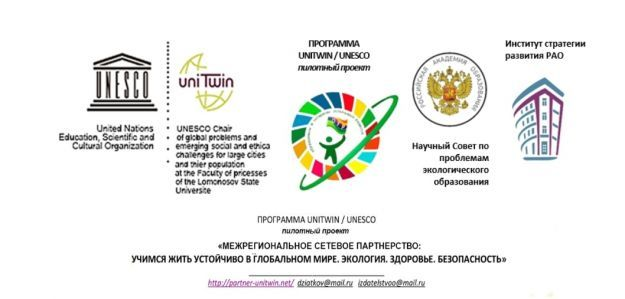 UNESCO
uniTwin
United Nations
Education, Scientific and
Cultural Organization
UNESCO Chair
of global problems and
emerging social and ethica
challenges for large cities
and thier population
at the Faculty of pricesses
of the Lomonosov State
Universite
ПРОГРАММА
UNITWIN / UNESCO
пилотный проект
РОССИЙСКАЯ АКАДЕМИЯ ОБРАЗОВАНИЯ
Научный Совет по
проблемам
экологического
образования
Институт стратегии
развития РАО
ПРОГРАММА UNITWIN / UNESCO
пилотный проект
«МЕЖРЕГИОНАЛЬНОЕ СЕТЕВОЕ ПАРТНЕРСТВО:
УЧИМСЯ ЖИТЬ УСТОЙЧИВО В ГЛОБАЛЬНОМ МИРЕ. ЭКОЛОГИЯ. ЗДОРОВЬЕ. БЕЗОПАСНОСТЬ»
http://partner-unitwin.net/ dziatkov@mail.ru izdatelstvoo@mail.ru